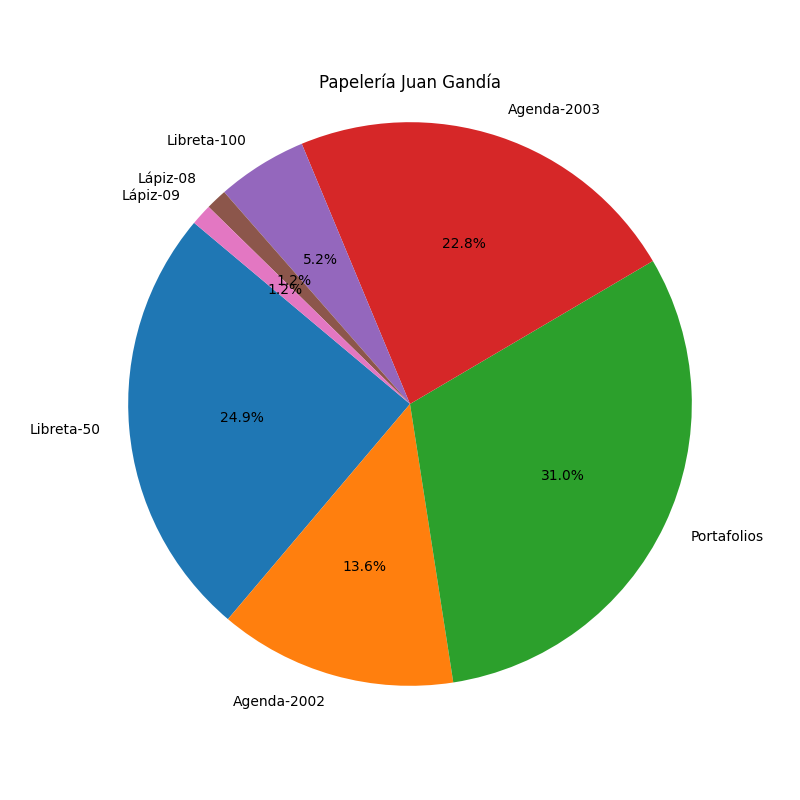 Papelería Juan Gandía
Agenda-2003
Libreta-100
Lápiz-08
Lápiz-09
22.8%
5.2%
1.2%
1.2%
24.9%
Libreta-50
31.0%
Portafolios
13.6%
Agenda-2002